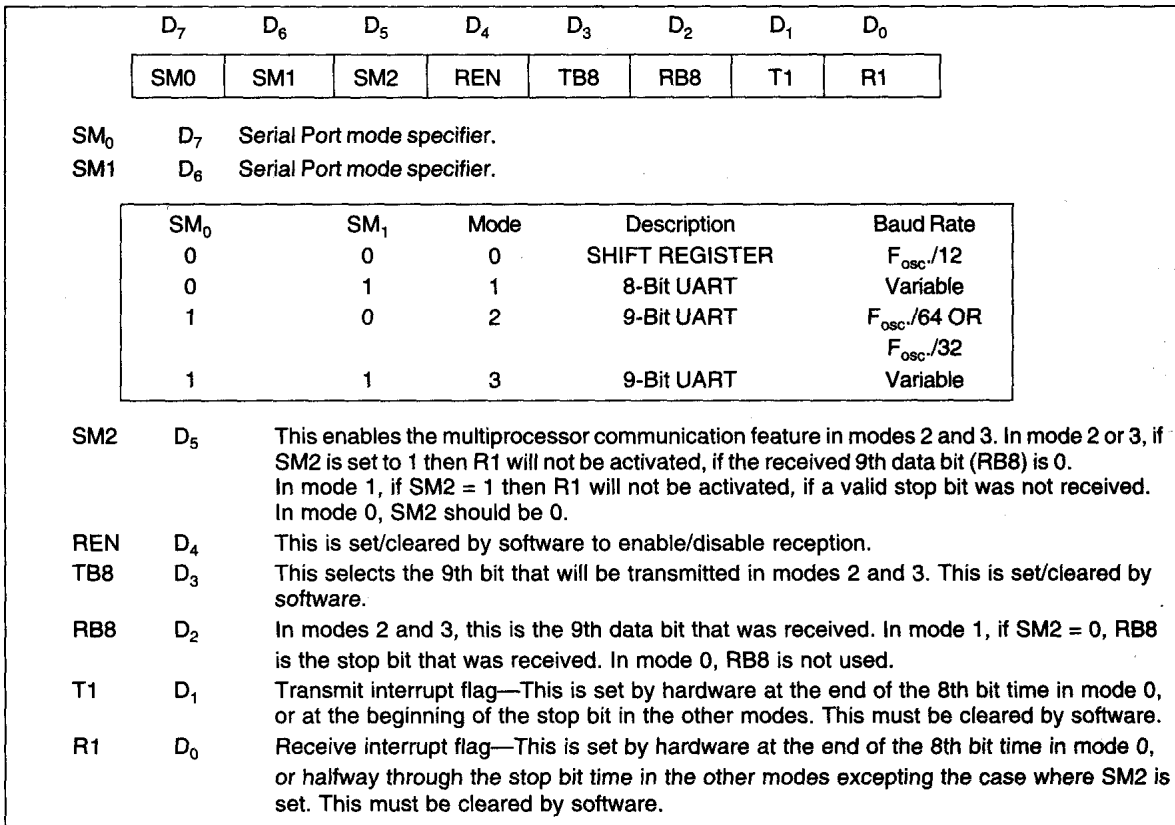 D₇ D₆ D₅ D₄ D₃ D₂ D₁ D₀
SM0 SM1 SM2 REN TB8 RB8 T1 R1
SM₀ D₇ Serial Port mode specifier.
SM1 D₆ Serial Port mode specifier.
SM₀ SM₁ Mode Description Baud Rate
0 0 0 SHIFT REGISTER Fosc./12
0 1 1 8-Bit UART Variable
1 0 2 9-Bit UART Fosc./64 OR
Fosc./32
1 1 3 9-Bit UART Variable
SM2 D₅ This enables the multiprocessor communication feature in modes 2 and 3. In mode 2 or 3, if
SM2 is set to 1 then R1 will not be activated, if the received 9th data bit (RB8) is 0.
In mode 1, if SM2 = 1 then R1 will not be activated, if a valid stop bit was not received.
In mode 0, SM2 should be 0.
REN D₄ This is set/cleared by software to enable/disable reception.
TB8 D₃ This selects the 9th bit that will be transmitted in modes 2 and 3. This is set/cleared by
software.
RB8 D₂ In modes 2 and 3, this is the 9th data bit that was received. In mode 1, if SM2 = 0, RB8
is the stop bit that was received. In mode 0, RB8 is not used.
T1 D₁ Transmit interrupt flag—This is set by hardware at the end of the 8th bit time in mode 0,
or at the beginning of the stop bit in the other modes. This must be cleared by software.
R1 D₀ Receive interrupt flag—This is set by hardware at the end of the 8th bit time in mode 0,
or halfway through the stop bit time in the other modes excepting the case where SM2 is
set. This must be cleared by software.